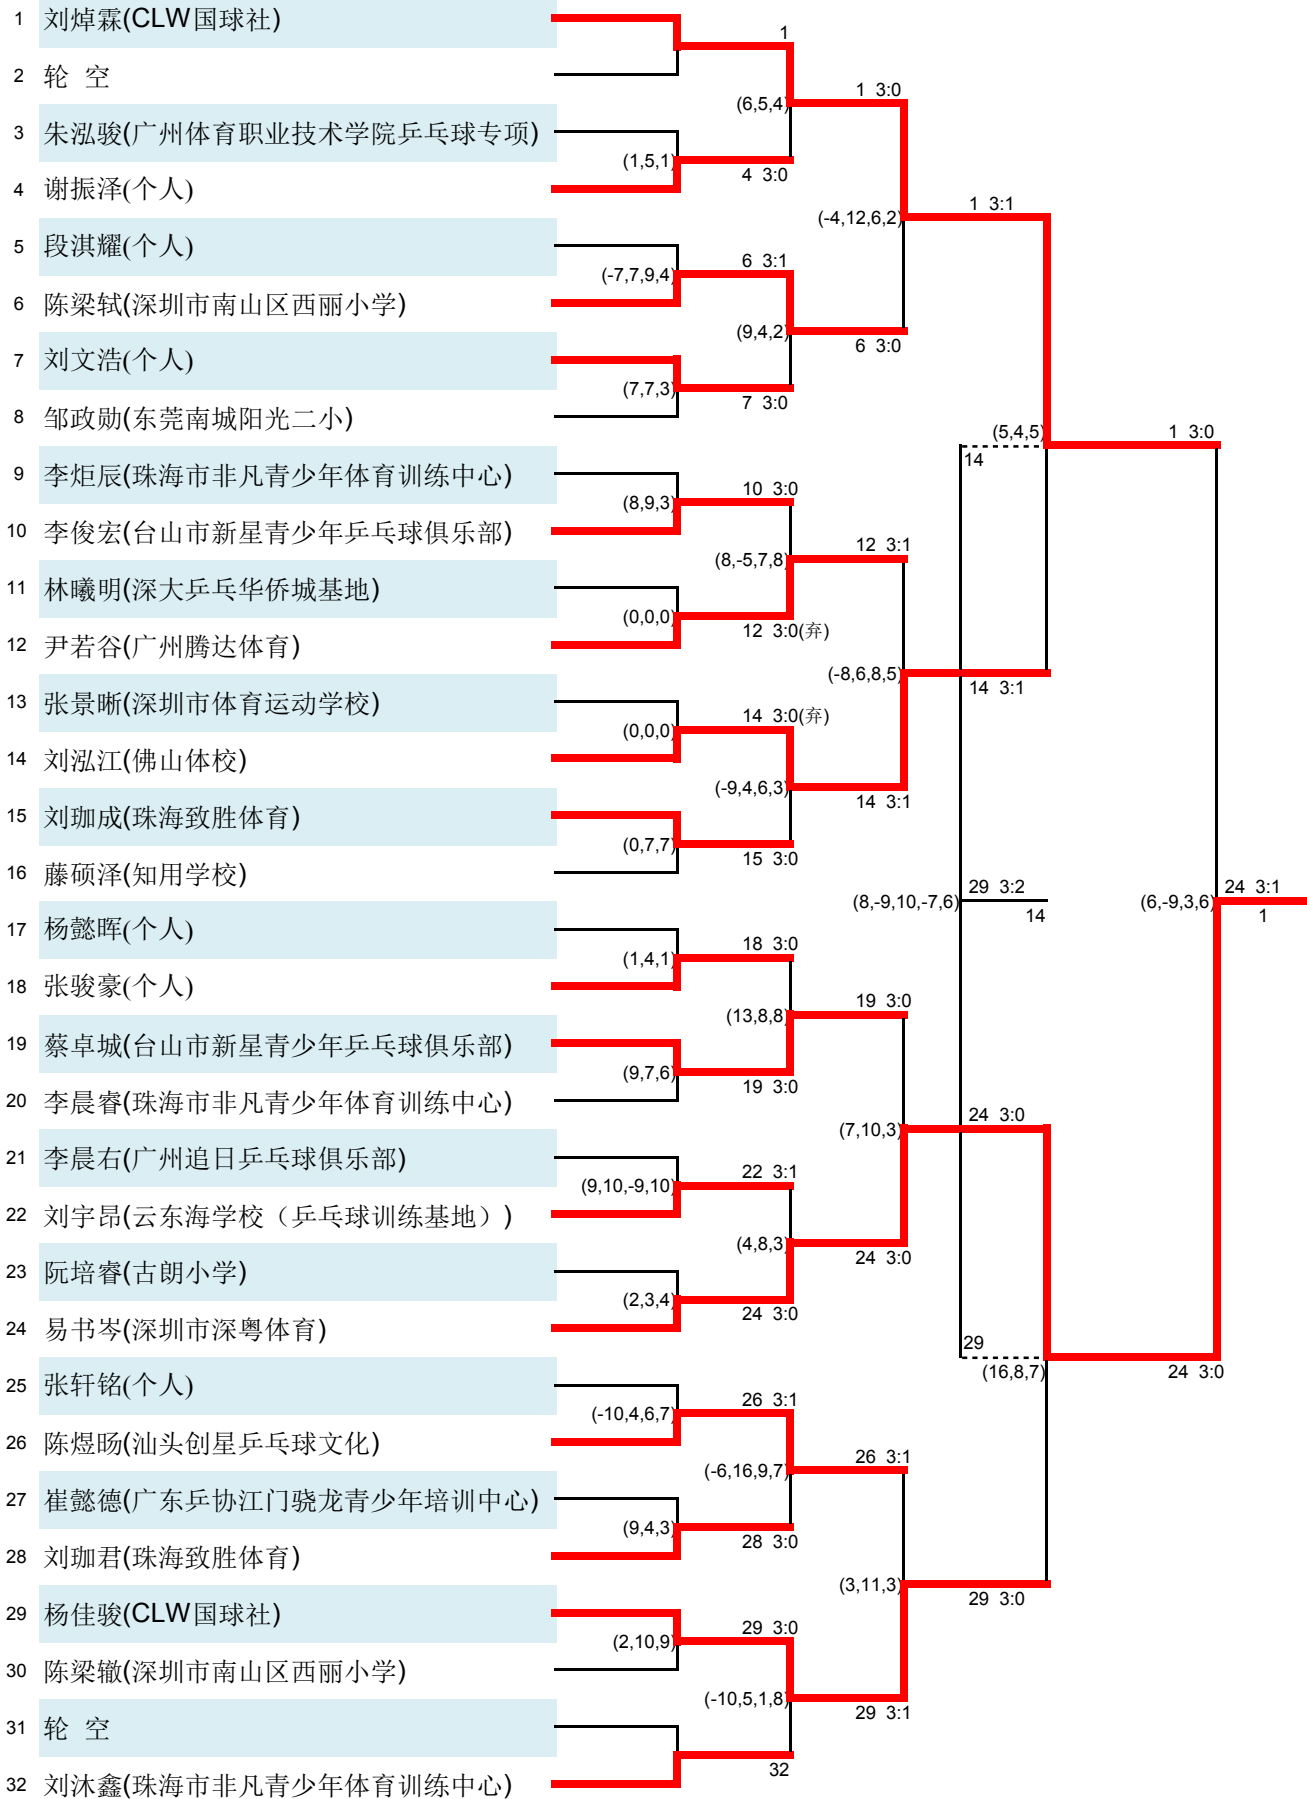 1 刘焯霖(CLW国球社)
1
2 轮 空
(6,5,4)
1 3:0
3 朱泓骏(广州体育职业技术学院乒乓球专项)
(1,5,1)
4 3:0
4 谢振泽(个人)
(-4,12,6,2)
1 3:1
5 段淇耀(个人)
(-7,7,9,4)
6 3:1
6 陈梁轼(深圳市南山区西丽小学)
(9,4,2)
6 3:0
7 刘文浩(个人)
(7,7,3)
7 3:0
8 邹政勋(东莞南城阳光二小)
(5,4,5)
1 3:0
14
9 李炬辰(珠海市非凡青少年体育训练中心)
(8,9,3)
10 3:0
10 李俊宏(台山市新星青少年乒乓球俱乐部)
(8,-5,7,8)
12 3:1
11 林曦明(深大乒乓华侨城基地)
(0,0,0)
12 3:0(弃)
12 尹若谷(广州腾达体育)
(-8,6,8,5)
14 3:1
13 张景晰(深圳市体育运动学校)
(0,0,0)
14 3:0(弃)
14 刘泓江(佛山体校)
(-9,4,6,3)
14 3:1
15 刘珈成(珠海致胜体育)
(0,7,7)
15 3:0
16 藤硕泽(知用学校)
(8,-9,10,-7,6)
29 3:2
14
(6,-9,3,6)
24 3:1
1
17 杨懿晖(个人)
(1,4,1)
18 3:0
18 张骏豪(个人)
(13,8,8)
19 3:0
19 蔡卓城(台山市新星青少年乒乓球俱乐部)
(9,7,6)
19 3:0
20 李晨睿(珠海市非凡青少年体育训练中心)
(7,10,3)
24 3:0
21 李晨右(广州追日乒乓球俱乐部)
(9,10,-9,10)
22 3:1
22 刘宇昂(云东海学校（乒乓球训练基地）)
(4,8,3)
24 3:0
23 阮培睿(古朗小学)
(2,3,4)
24 3:0
24 易书岑(深圳市深粤体育)
29
(16,8,7)
24 3:0
25 张轩铭(个人)
(-10,4,6,7)
26 3:1
26 陈煜旸(汕头创星乒乓球文化)
(-6,16,9,7)
26 3:1
27 崔懿德(广东乒协江门骁龙青少年培训中心)
(9,4,3)
28 3:0
28 刘珈君(珠海致胜体育)
(3,11,3)
29 3:0
29 杨佳骏(CLW国球社)
(2,10,9)
29 3:0
30 陈梁辙(深圳市南山区西丽小学)
(-10,5,1,8)
29 3:1
31 轮 空
32
32 刘沐鑫(珠海市非凡青少年体育训练中心)